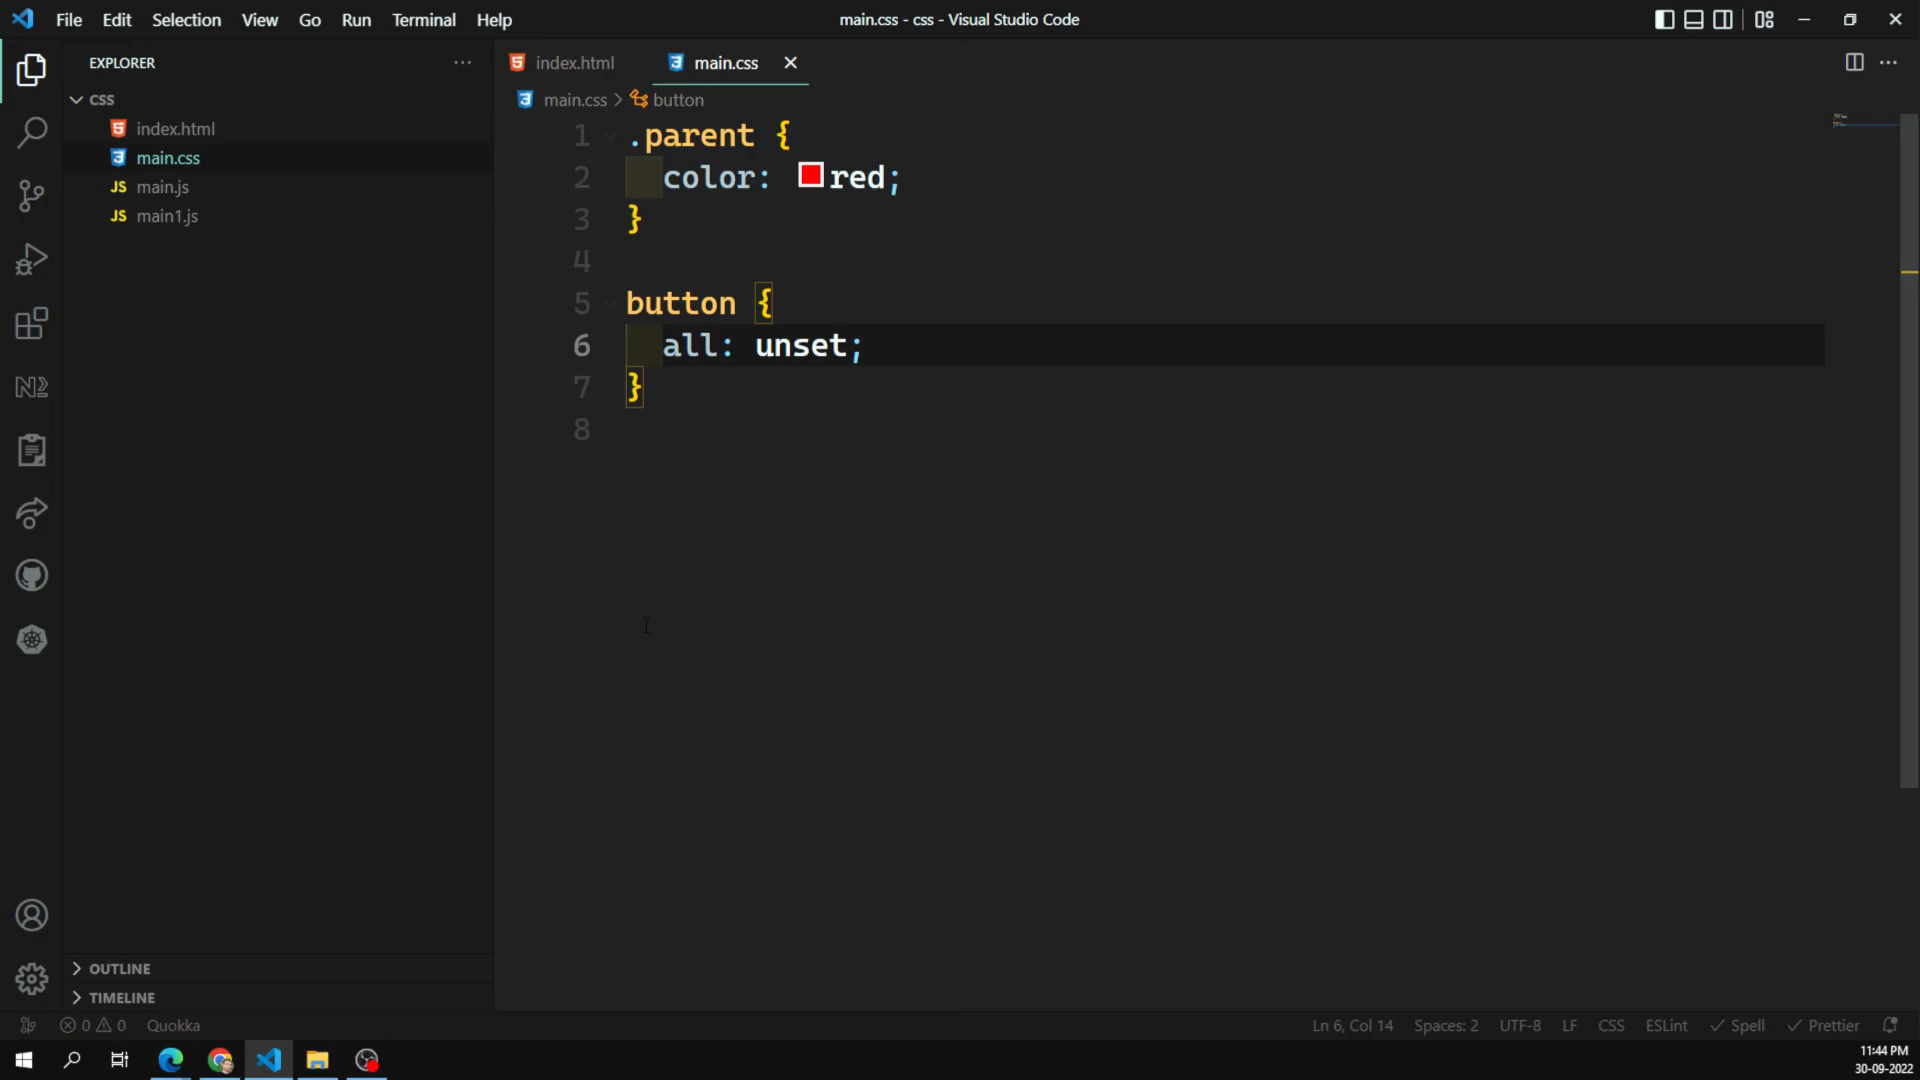 File Edit Selection View Go Run Terminal Help
main.css - css - Visual Studio Code
EXPLORER
CSS
index.html
main.css
JS main.js
JS main1.js
OUTLINE
TIMELINE
index.html
main.css
main.css > button
1 .parent {
2 color: red;
3 }
4
5 button {
6 all: unset;
7 }
8
0 0 Quokka
Ln 6, Col 14 Spaces: 2 UTF-8 LF CSS ESLint Spell Prettier
11:44 PM
30-09-2022